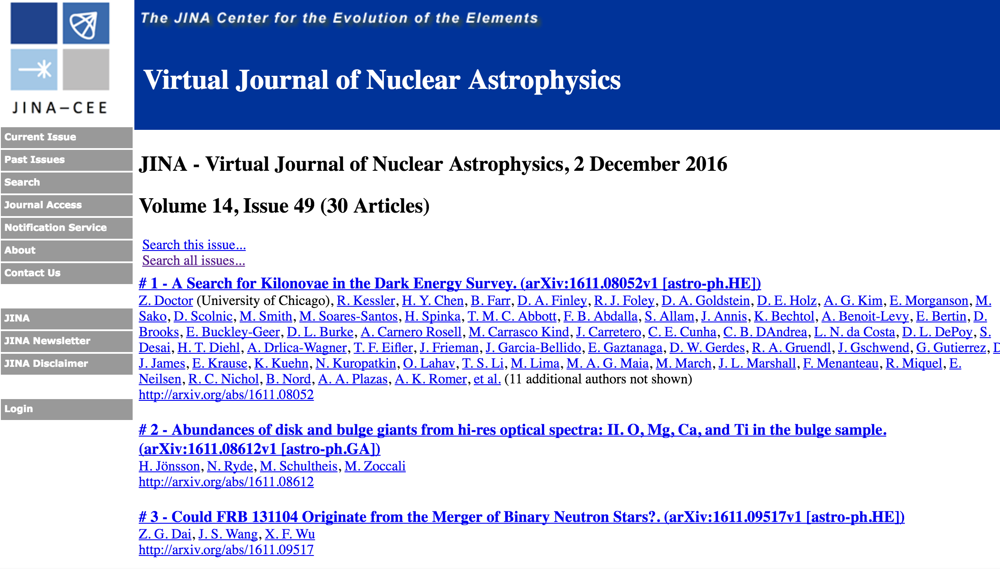 The JINA Center for the Evolution of the Elements
Virtual Journal of Nuclear Astrophysics
JINA–CEE
Current Issue
Past Issues
Search
Journal Access
Notification Service
About
Contact Us
JINA
JINA Newsletter
JINA Disclaimer
Login
JINA - Virtual Journal of Nuclear Astrophysics, 2 December 2016
Volume 14, Issue 49 (30 Articles)
Search this issue...
Search all issues...
# 1 - A Search for Kilonovae in the Dark Energy Survey. (arXiv:1611.08052v1 [astro-ph.HE])
Z. Doctor (University of Chicago), R. Kessler, H. Y. Chen, B. Farr, D. A. Finley, R. J. Foley, D. A. Goldstein, D. E. Holz, A. G. Kim, E. Morganson, M.
Sako, D. Scolnic, M. Smith, M. Soares-Santos, H. Spinka, T. M. C. Abbott, F. B. Abdalla, S. Allam, J. Annis, K. Bechtol, A. Benoit-Levy, E. Bertin, D.
Brooks, E. Buckley-Geer, D. L. Burke, A. Carnero Rosell, M. Carrasco Kind, J. Carretero, C. E. Cunha, C. B. DAndrea, L. N. da Costa, D. L. DePoy, S.
Desai, H. T. Diehl, A. Drlica-Wagner, T. F. Eifler, J. Frieman, J. Garcia-Bellido, E. Gaztanaga, D. W. Gerdes, R. A. Gruendl, J. Gschwend, G. Gutierrez,
J. James, E. Krause, K. Kuehn, N. Kuropatkin, O. Lahav, T. S. Li, M. Lima, M. A. G. Maia, M. March, J. L. Marshall, F. Menanteau, R. Miquel, E.
Neilsen, R. C. Nichol, B. Nord, A. A. Plazas, A. K. Romer, et al. (11 additional authors not shown)
http://arxiv.org/abs/1611.08052
# 2 - Abundances of disk and bulge giants from hi-res optical spectra: II. O, Mg, Ca, and Ti in the bulge sample.
(arXiv:1611.08612v1 [astro-ph.GA])
H. Jönsson, N. Ryde, M. Schultheis, M. Zoccali
http://arxiv.org/abs/1611.08612
# 3 - Could FRB 131104 Originate from the Merger of Binary Neutron Stars?. (arXiv:1611.09517v1 [astro-ph.HE])
Z. G. Dai, J. S. Wang, X. F. Wu
http://arxiv.org/abs/1611.09517